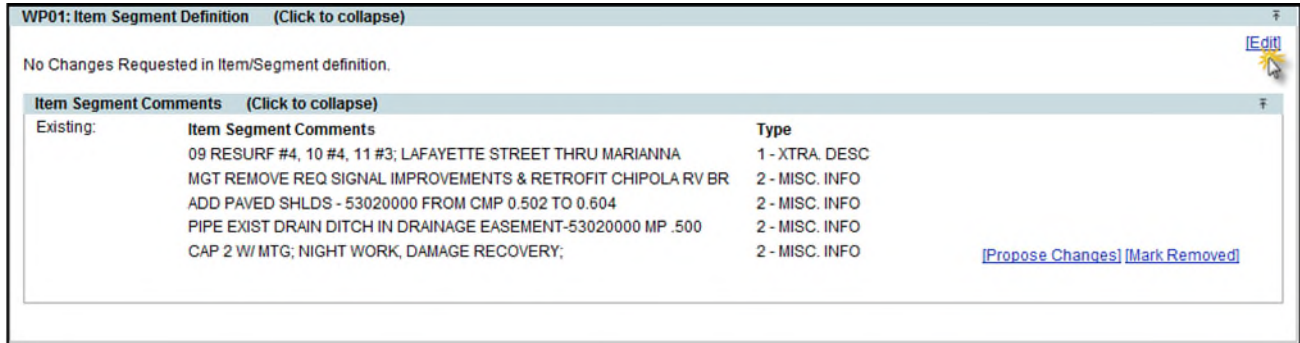 WP01: Item Segment Definition (Click to collapse)
[Edit]
No Changes Requested in Item/Segment definition.
Item Segment Comments (Click to collapse)
Existing: Item Segment Comments Type
09 RESURF #4, 10 #4, 11 #3; LAFAYETTE STREET THRU MARIANNA 1 - XTRA. DESC
MGT REMOVE REQ SIGNAL IMPROVEMENTS & RETROFIT CHIPOLA RV BR 2 - MISC. INFO
ADD PAVED SHLDS - 53020000 FROM CMP 0.502 TO 0.604 2 - MISC. INFO
PIPE EXIST DRAIN DITCH IN DRAINAGE EASEMENT-53020000 MP .500 2 - MISC. INFO
CAP 2 W/ MTG; NIGHT WORK, DAMAGE RECOVERY; 2 - MISC. INFO [Propose Changes] [Mark Removed]